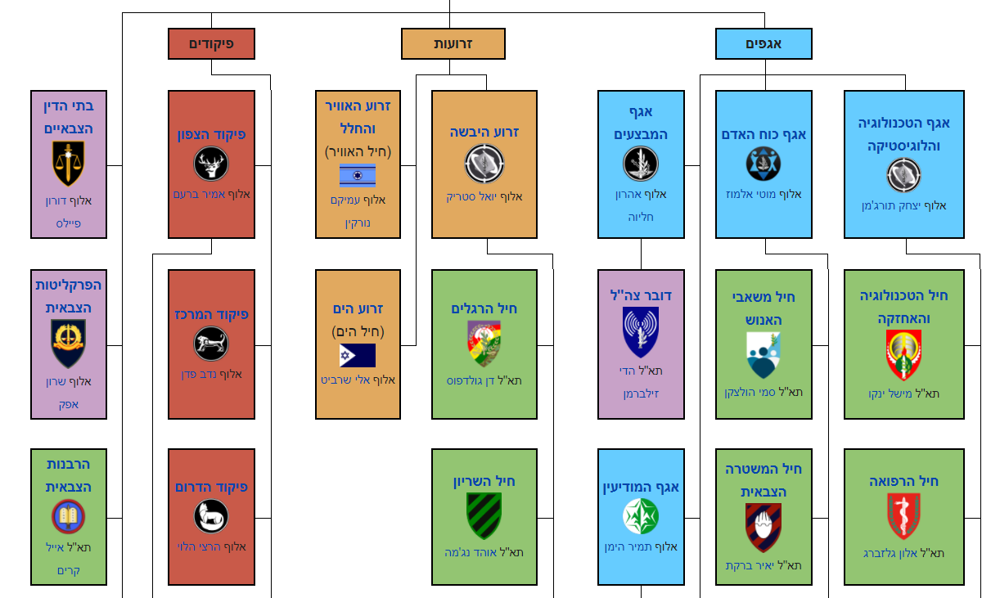 אגפים
זרועות
פיקודים
אגף הטכנולוגיה
והלוגיסטיקה
אלוף יצחק תורג'מן
אגף כוח האדם
אלוף מוטי אלמוז
אגף
המבצעים
אלוף אהרון
חליוה
זרוע היבשה
אלוף יואל סטריק
זרוע האוויר
והחלל
(חיל האוויר)
אלוף עמיקם
נורקין
פיקוד הצפון
אלוף אמיר ברעם
בתי הדין
הצבאיים
אלוף דורון
פיילס
חיל הטכנולוגיה
והאחזקה
תא"ל מישל ינקו
חיל משאבי
האנוש
תא"ל סמי הולצקן
דובר צה"ל
תא"ל הדי
זילברמן
חיל הרגלים
תא"ל דן גולדפוס
זרוע הים
(חיל הים)
אלוף אלי שרביט
פיקוד המרכז
אלוף נדב פדן
הפרקליטות
הצבאית
אלוף שרון
אפק
חיל הרפואה
תא"ל אלון גלזברג
חיל המשטרה
הצבאית
תא"ל יאיר ברקת
אגף המודיעין
אלוף תמיר הימן
חיל השריון
תא"ל אוהד נג'מה
פיקוד הדרום
אלוף הרצי הלוי
הרבנות
הצבאית
תא"ל אייל
קרים